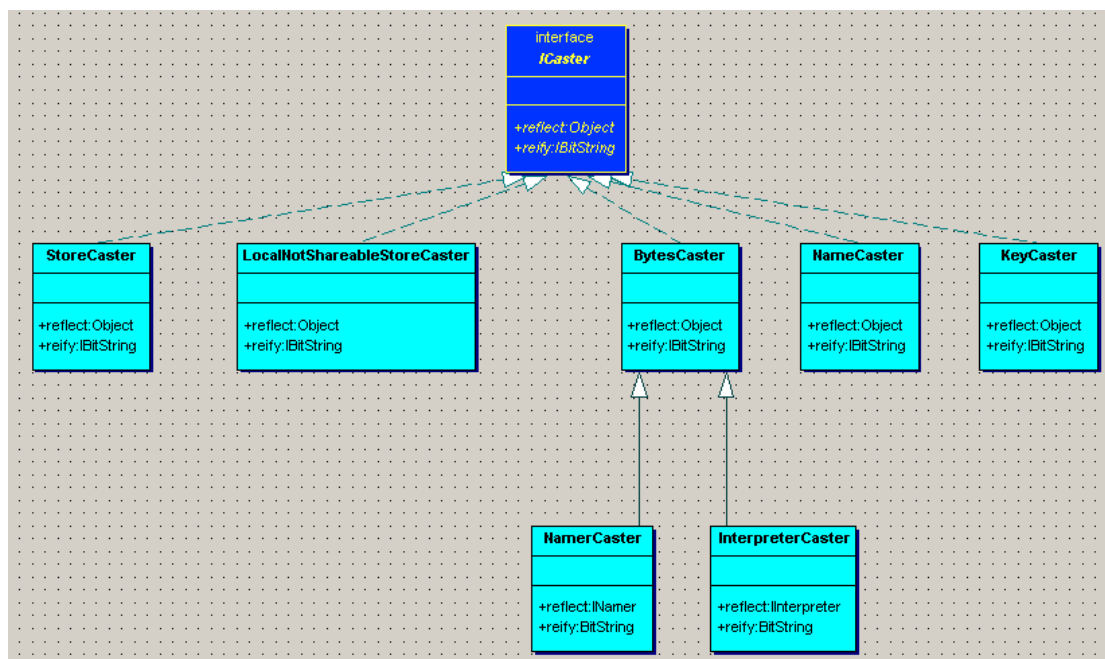 interface
ICaster
+reflect:Object
+reify:IBitString
StoreCaster
+reflect:Object
+reify:IBitString
LocalNotShareableStoreCaster
+reflect:Object
+reify:IBitString
BytesCaster
+reflect:Object
+reify:IBitString
NameCaster
+reflect:Object
+reify:IBitString
KeyCaster
+reflect:Object
+reify:IBitString
NamerCaster
+reflect:INamer
+reify:BitString
InterpreterCaster
+reflect:IInterpreter
+reify:BitString